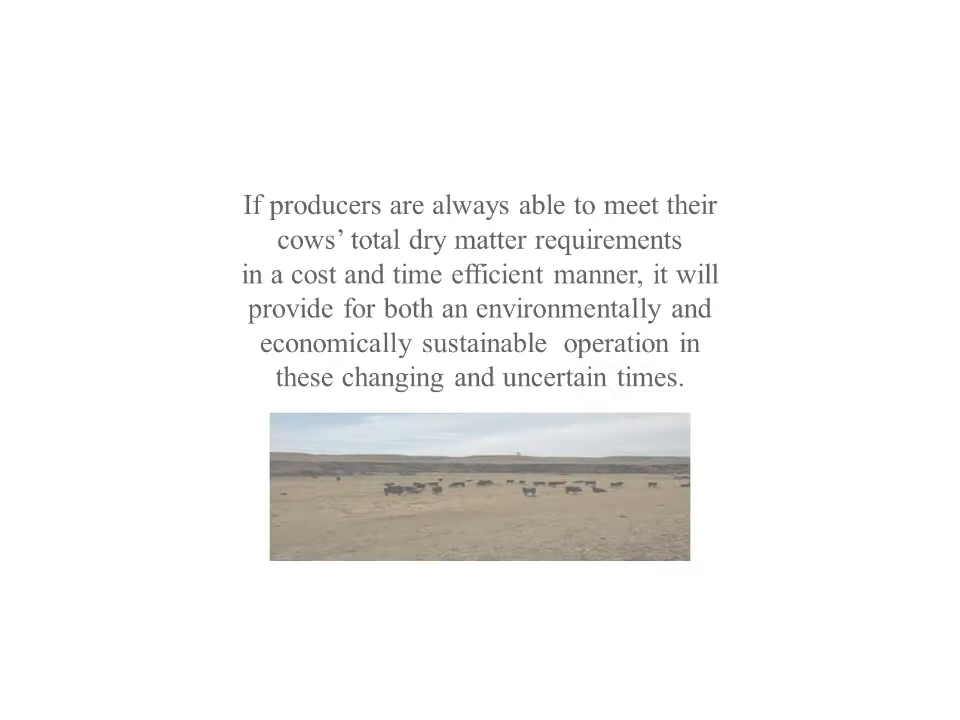 If producers are always able to meet their
cows’ total dry matter requirements
in a cost and time efficient manner, it will
provide for both an environmentally and
economically sustainable  operation in
these changing and uncertain times.